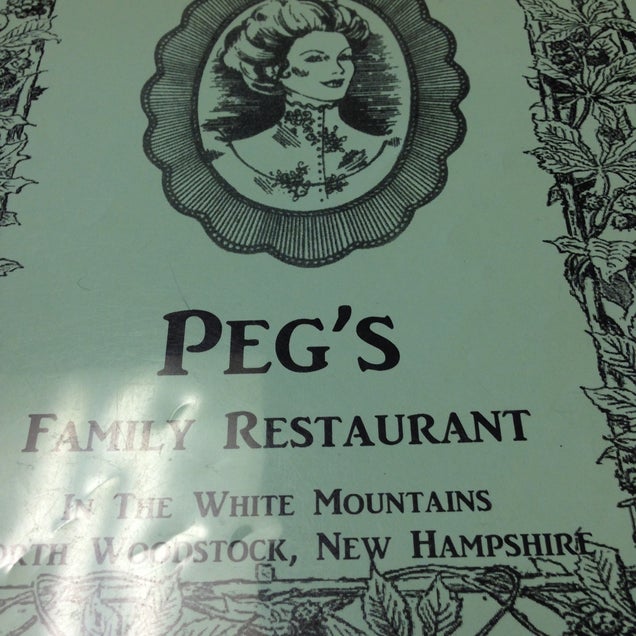 Peg's
Family Restaurant
In The White Mountains
orth Woodstock, New Hampshire